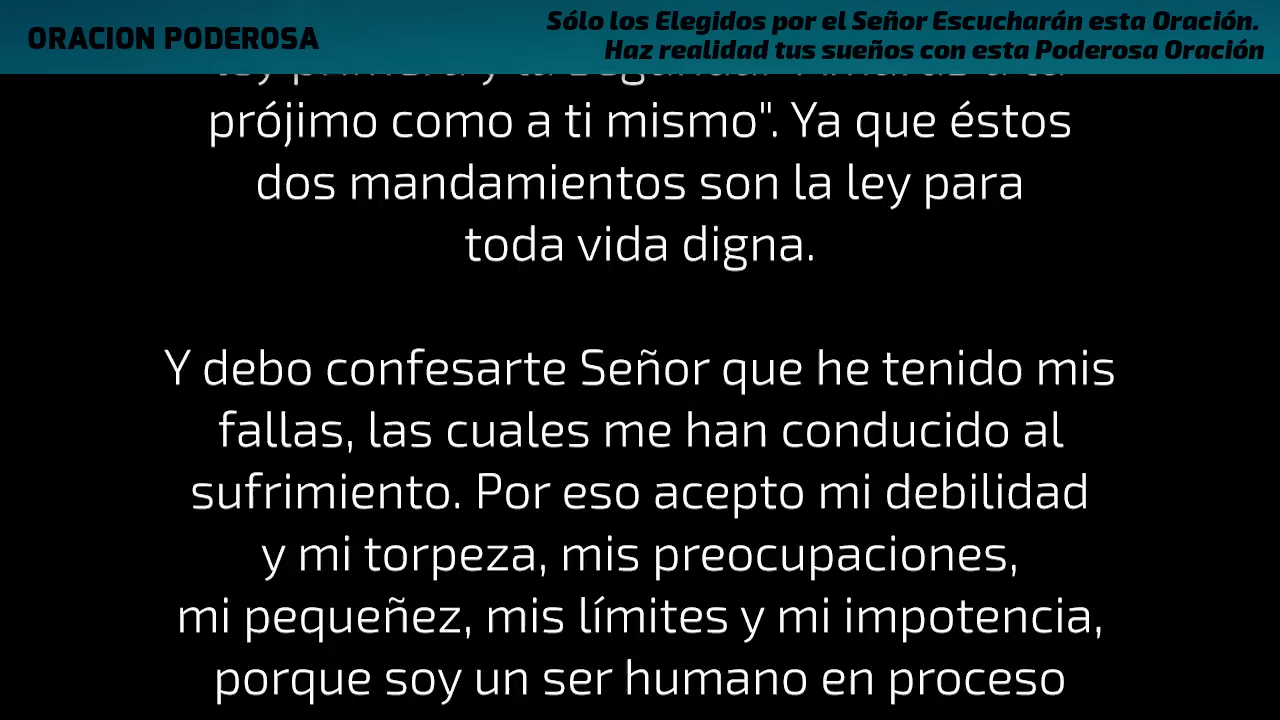 ORACION PODEROSA
Sólo los Elegidos por el Señor Escucharán esta Oración.
Haz realidad tus sueños con esta Poderosa Oración
prójimo como a ti mismo". Ya que éstos
dos mandamientos son la ley para
toda vida digna.
Y debo confesarte Señor que he tenido mis
fallas, las cuales me han conducido al
sufrimiento. Por eso acepto mi debilidad
y mi torpeza, mis preocupaciones,
mi pequeñez, mis límites y mi impotencia,
porque soy un ser humano en proceso